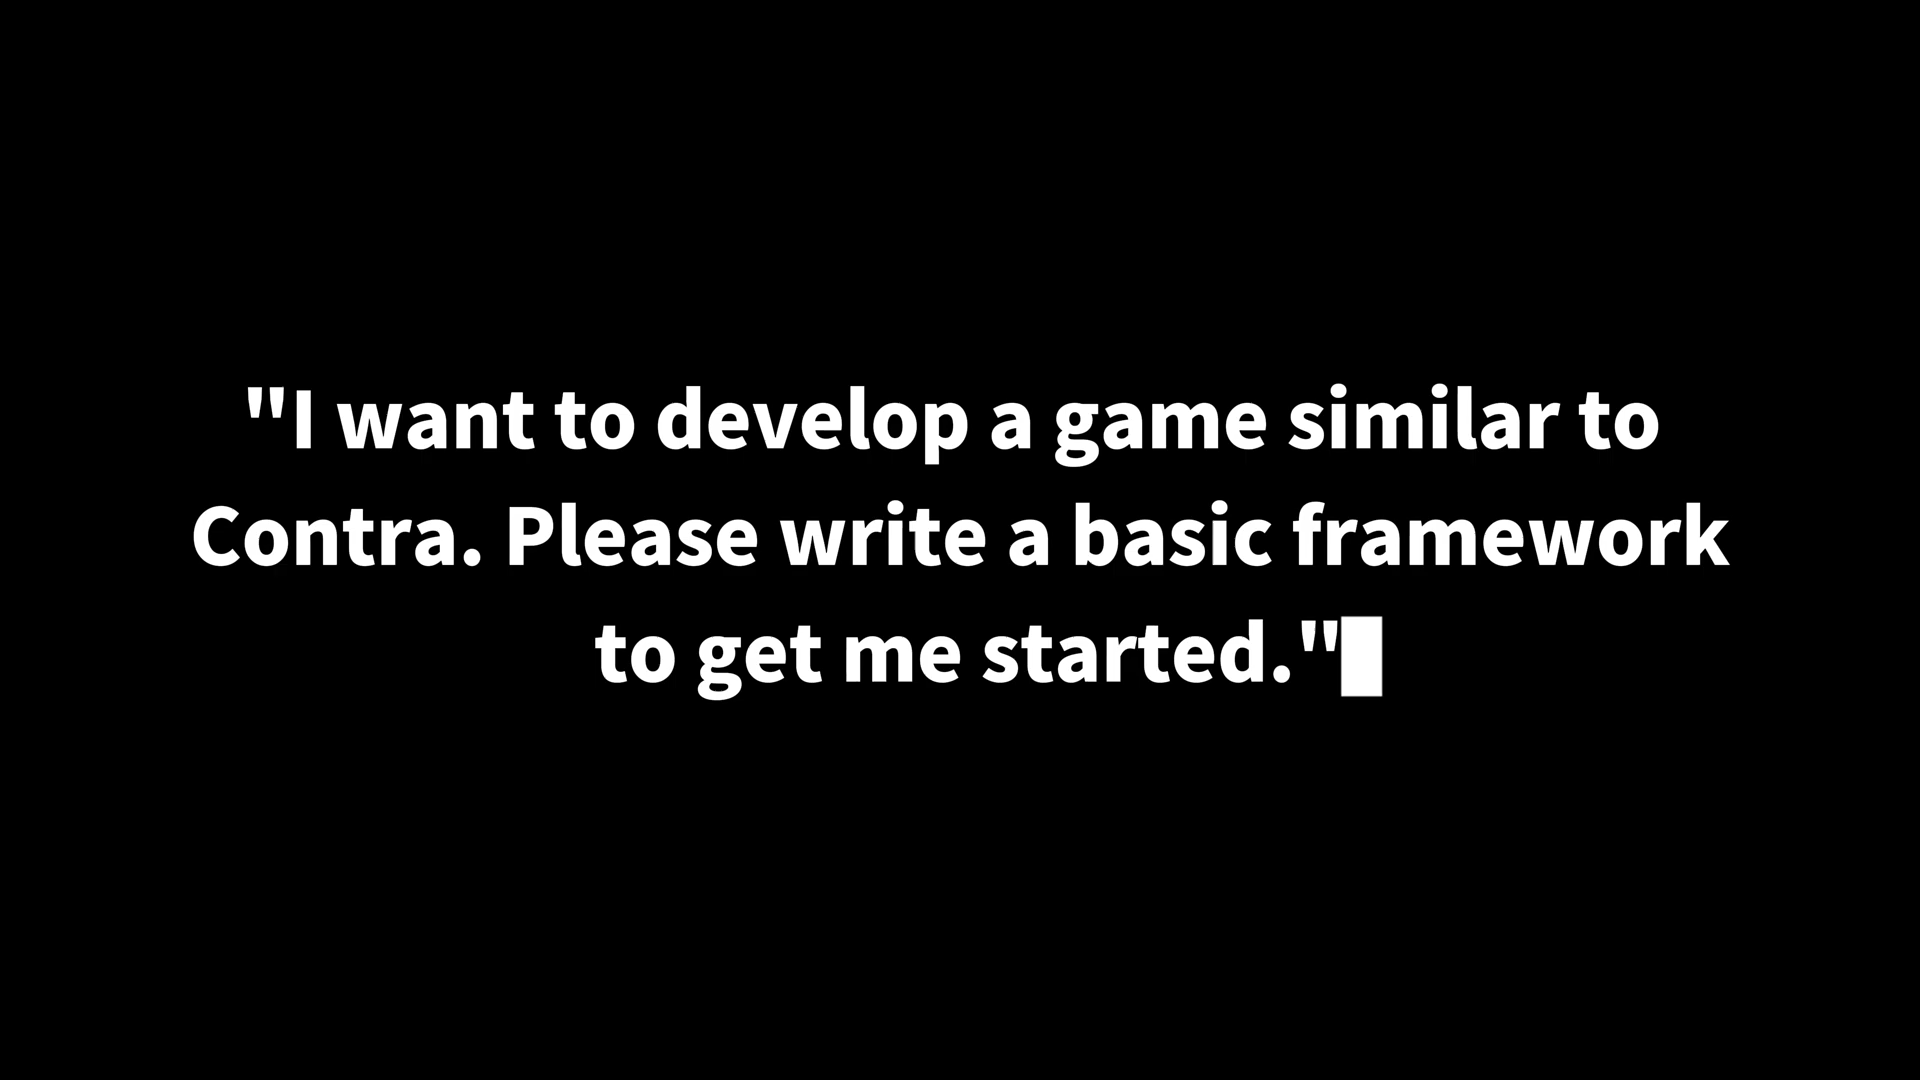 "I want to develop a game similar to
Contra. Please write a basic framework
to get me started."